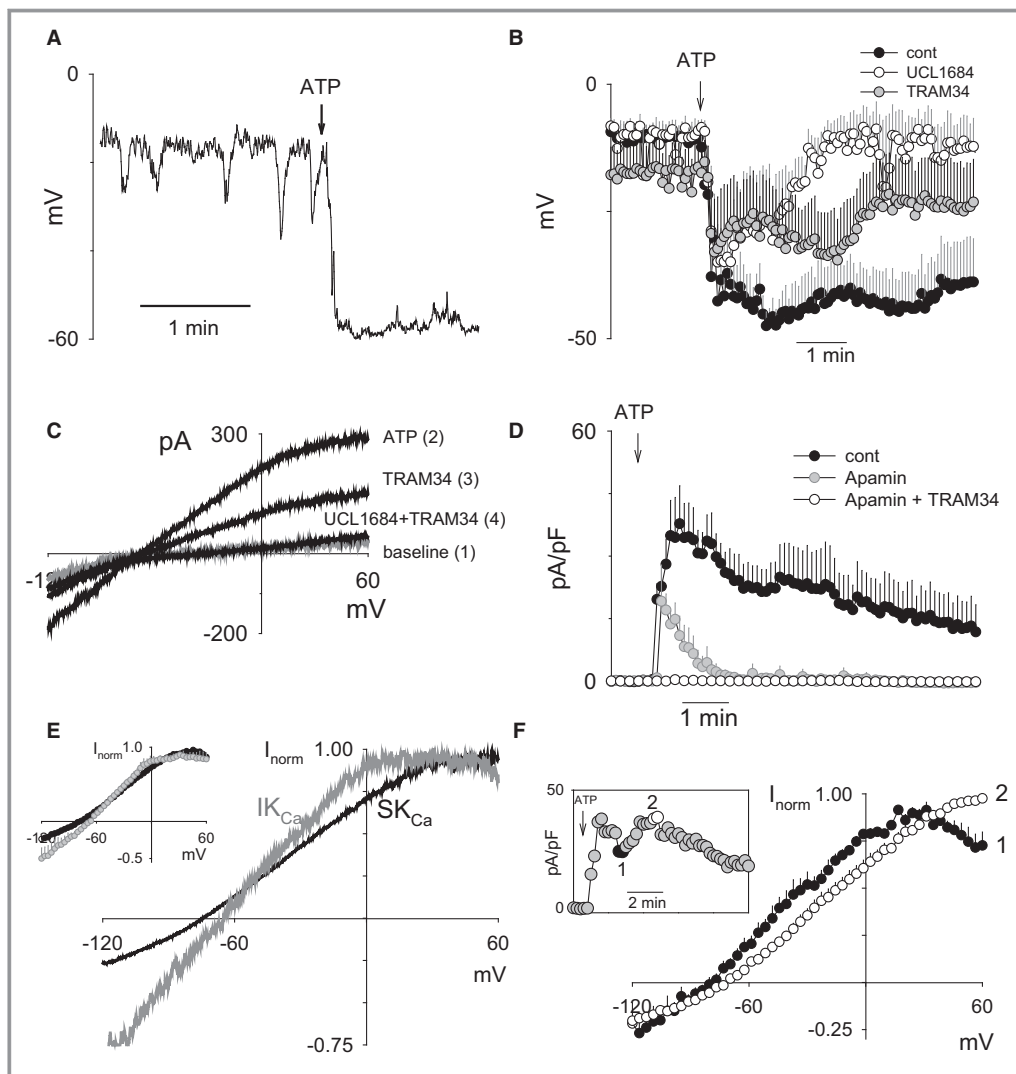 A
0
ATP
mV
1 min
-60
B
cont
UCL1684
TRAM34
ATP
0
mV
-50
1 min
C
pA
300
ATP (2)
TRAM34 (3)
UCL1684+TRAM34 (4)
baseline (1)
60
mV
-200
D
ATP
60
cont
Apamin
Apamin + TRAM34
pA/pF
0
1 min
E
Inorm
1.0
-120
-60
0
60
mV
-0.5
Inorm
1.00
IKCa
SKCa
-120
-60
60
mV
-0.75
F
50
ATP
2
pA/pF
1
2 min
0
Inorm
1.00
2
1
-120
-60
60
-0.25
mV